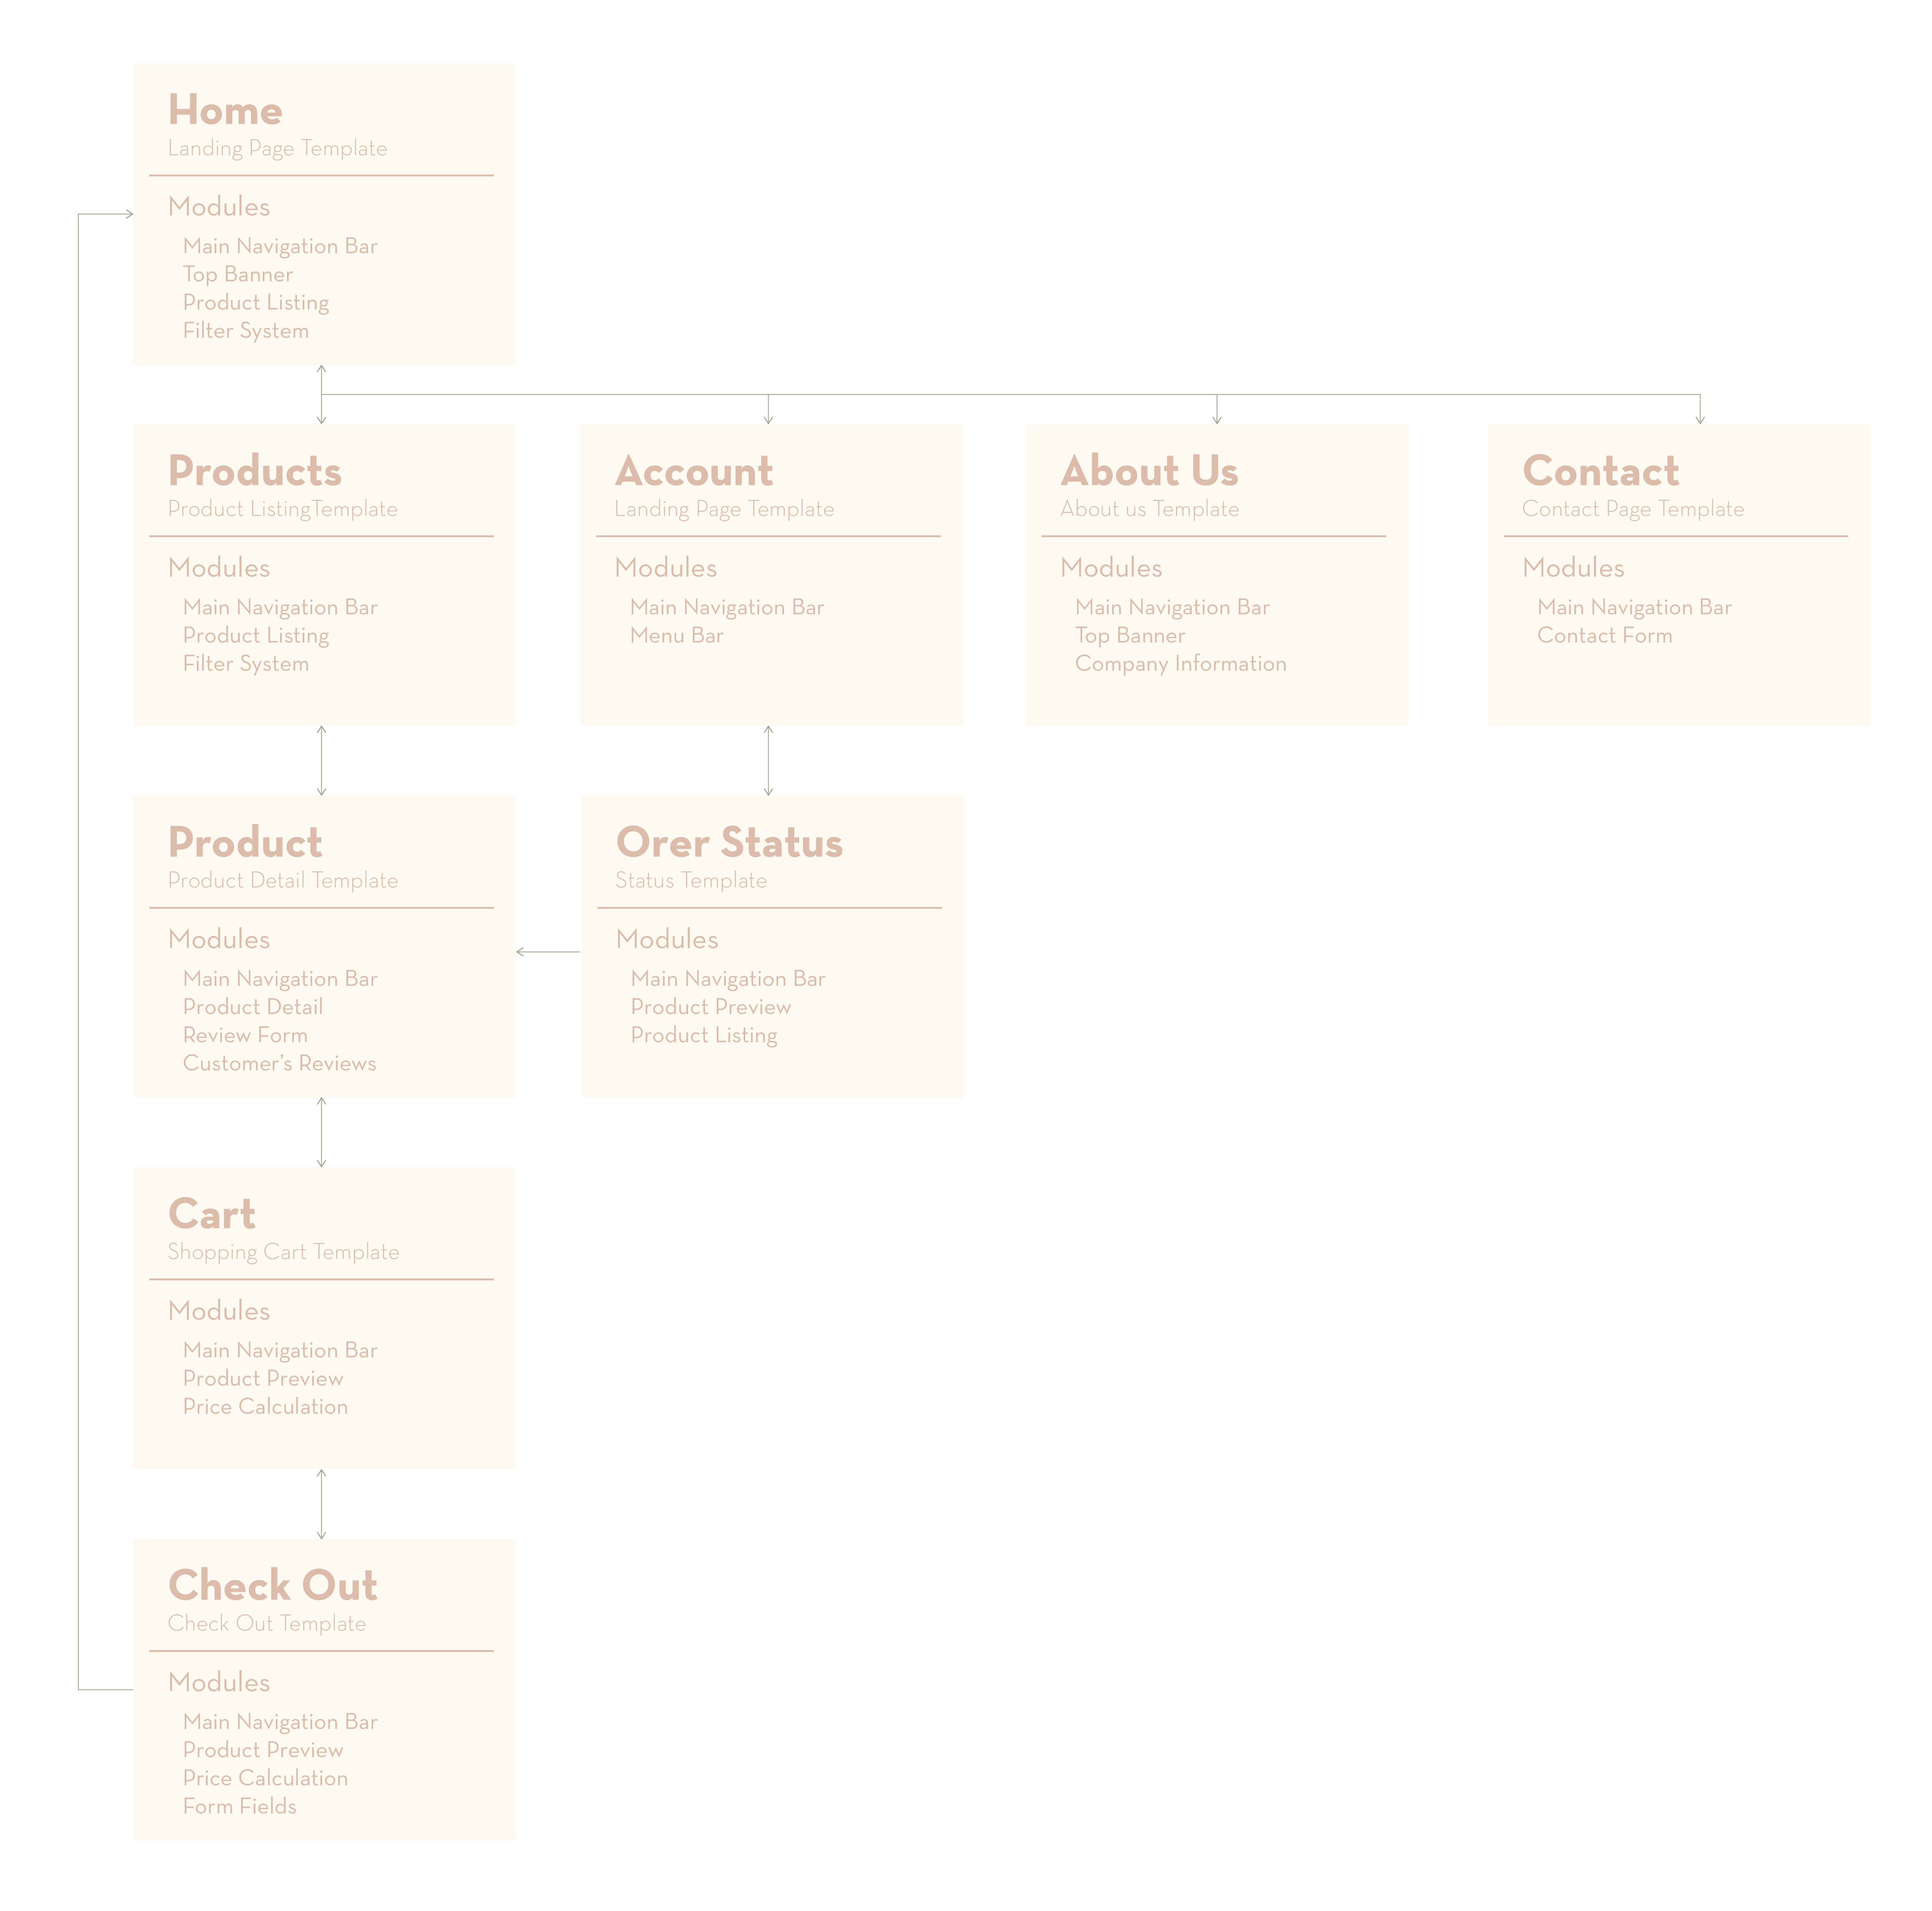 Home
Landing Page Template
Modules
Main Navigation Bar
Top Banner
Product Listing
Filter System
Products
Product ListingTemplate
Modules
Main Navigation Bar
Product Listing
Filter System
Account
Landing Page Template
Modules
Main Navigation Bar
Menu Bar
About Us
About us Template
Modules
Main Navigation Bar
Top Banner
Company Information
Contact
Contact Page Template
Modules
Main Navigation Bar
Contact Form
Product
Product Detail Template
Modules
Main Navigation Bar
Product Detail
Review Form
Customer’s Reviews
Orer Status
Status Template
Modules
Main Navigation Bar
Product Preview
Product Listing
Cart
Shopping Cart Template
Modules
Main Navigation Bar
Product Preview
Price Calculation
Check Out
Check Out Template
Modules
Main Navigation Bar
Product Preview
Price Calculation
Form Fields